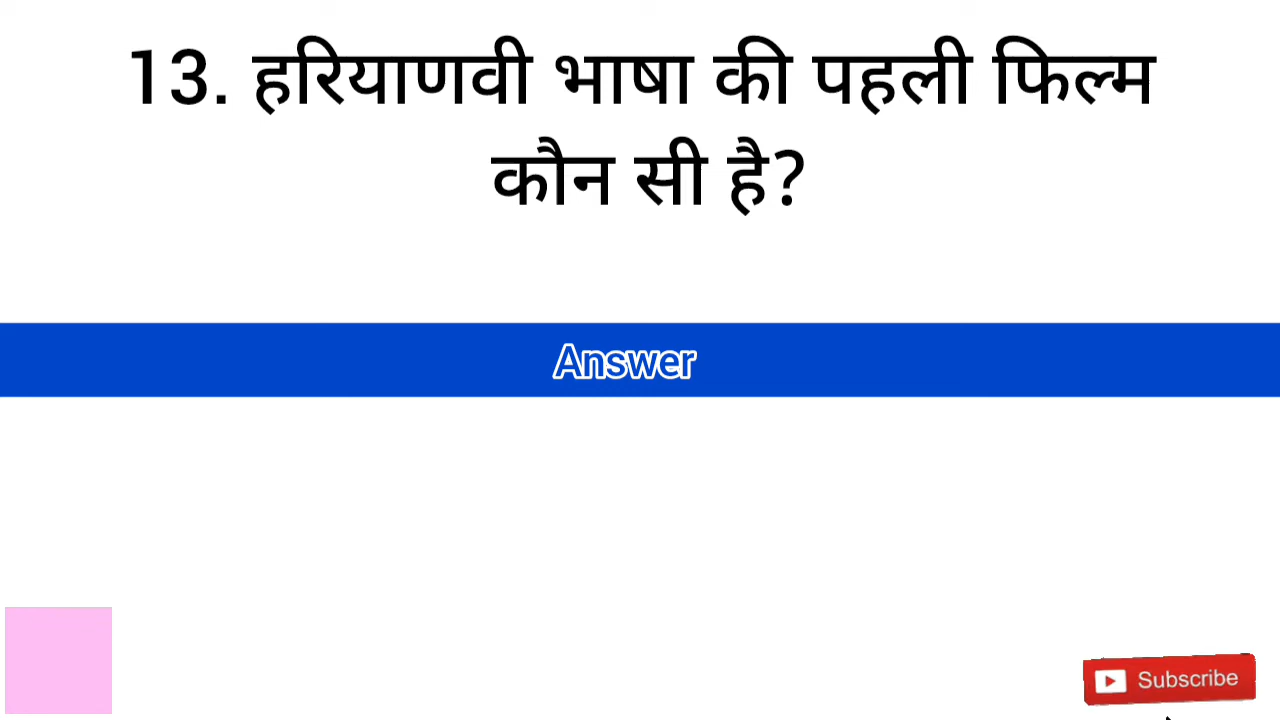 13. हरियाणवी भाषा की पहली फिल्म
कौन सी है?
Answer
Subscribe